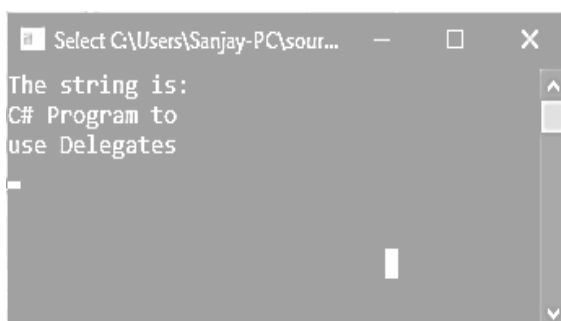 Select C:\Users\Sanjay-PC\sour...
The string is:
C# Program to
use Delegates